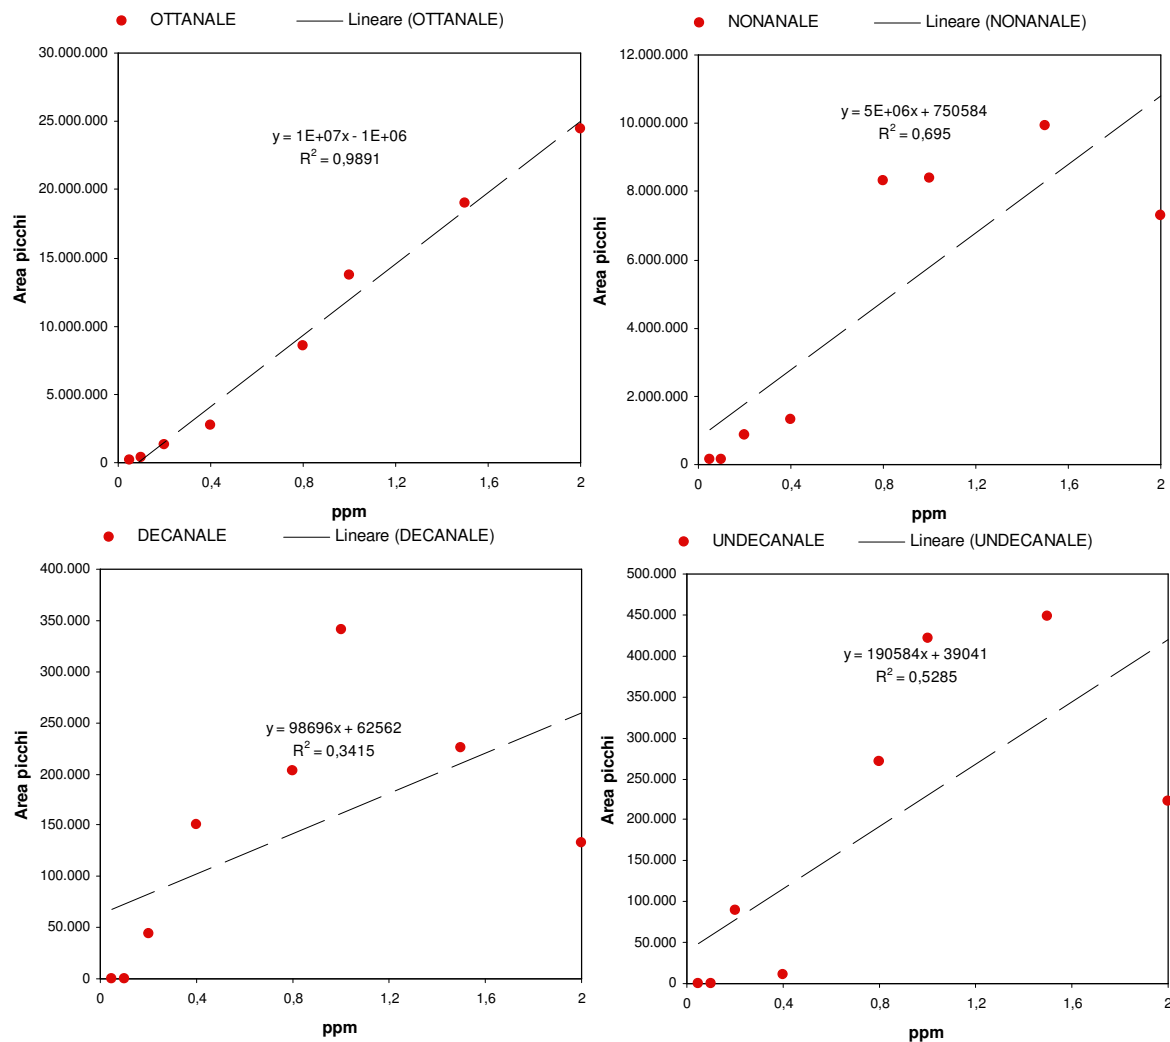 OTTANALE
Lineare (OTTANALE)
30.000.000
25.000.000
20.000.000
15.000.000
10.000.000
5.000.000
0
Area picchi
y = 1E+07x - 1E+06
R² = 0,9891
0 0,4 0,8 1,2 1,6 2
ppm
NONANALE
Lineare (NONANALE)
12.000.000
10.000.000
8.000.000
6.000.000
4.000.000
2.000.000
0
Area picchi
y = 5E+06x + 750584
R² = 0,695
0 0,4 0,8 1,2 1,6 2
ppm
DECANALE
Lineare (DECANALE)
400.000
350.000
300.000
250.000
200.000
150.000
100.000
50.000
0
Area picchi
y = 98696x + 62562
R² = 0,3415
0 0,4 0,8 1,2 1,6 2
ppm
UNDECANALE
Lineare (UNDECANALE)
500.000
450.000
400.000
350.000
300.000
250.000
200.000
150.000
100.000
50.000
0
Area picchi
y = 190584x + 39041
R² = 0,5285
0 0,4 0,8 1,2 1,6 2
ppm